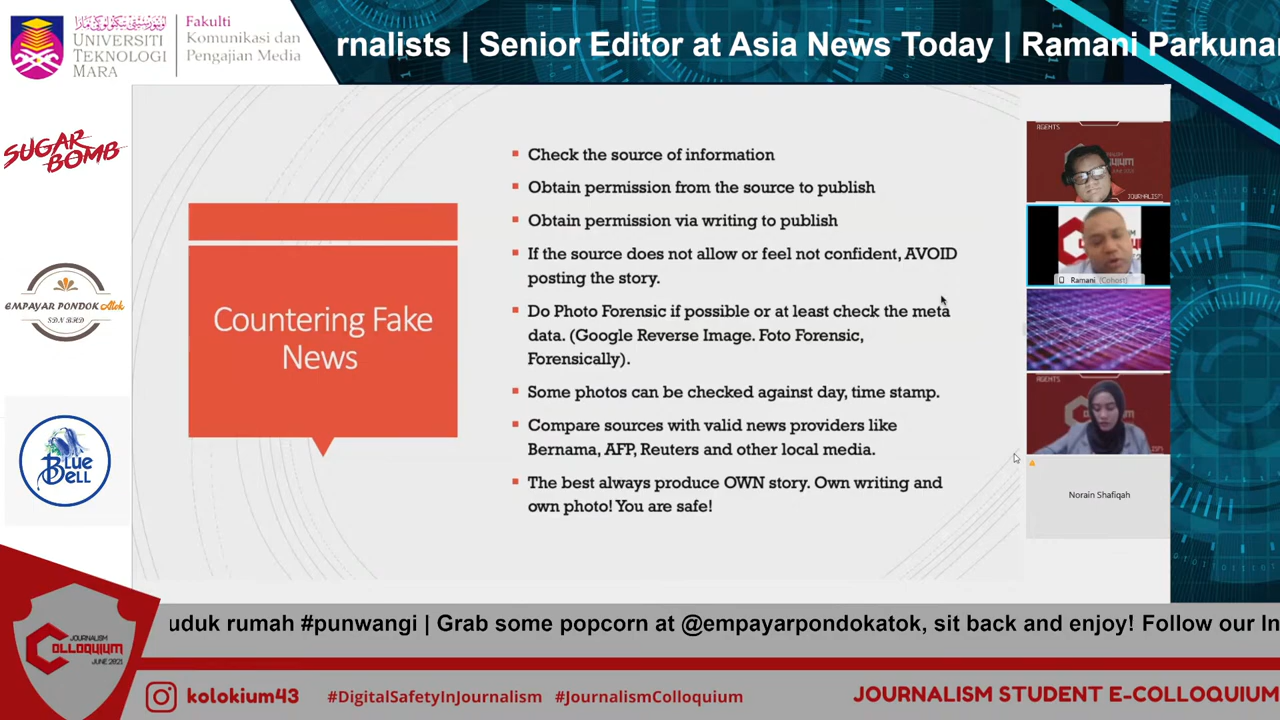 UNIVERSITI
TEKNOLOGI
MARA
Fakulti
Komunikasi dan
Pengajian Media
rnalists | Senior Editor at Asia News Today | Ramani Parkunan
SUGAR
BOMB
EMPAYAR PONDOK Atok
SDN BHD
BLUE
BELL
Countering Fake
News
Check the source of information
Obtain permission from the source to publish
Obtain permission via writing to publish
If the source does not allow or feel not confident, AVOID
posting the story.
Do Photo Forensic if possible or at least check the meta
data. (Google Reverse Image. Foto Forensic,
Forensically).
Some photos can be checked against day, time stamp.
Compare sources with valid news providers like
Bernama, AFP, Reuters and other local media.
The best always produce OWN story. Own writing and
own photo! You are safe!
AGENTS
JOURNALISM
Ramani (Cohost)
AGENTS
Norain Shafiqah
uduk rumah #punwangi | Grab some popcorn at @empayarpondokatok, sit back and enjoy! Follow our In
JOURNALISM
COLLOQUIUM
JUNE 2021
kolokium43
#DigitalSafetyInJournalism #JournalismColloquium
JOURNALISM STUDENT E-COLLOQUIUM